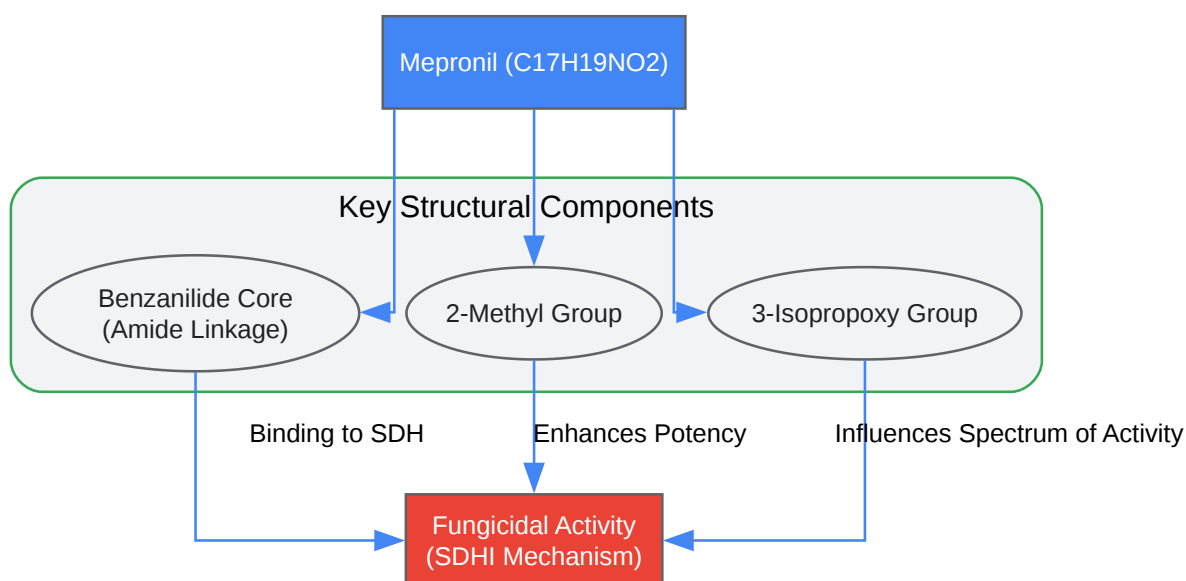 Mepronil (C17H19NO2)
Key Structural Components
Benzanilide Core
(Amide Linkage)
2-Methyl Group
3-Isopropoxy Group
Binding to SDH
Enhances Potency
Influences Spectrum of Activity
Fungicidal Activity
(SDHI Mechanism)